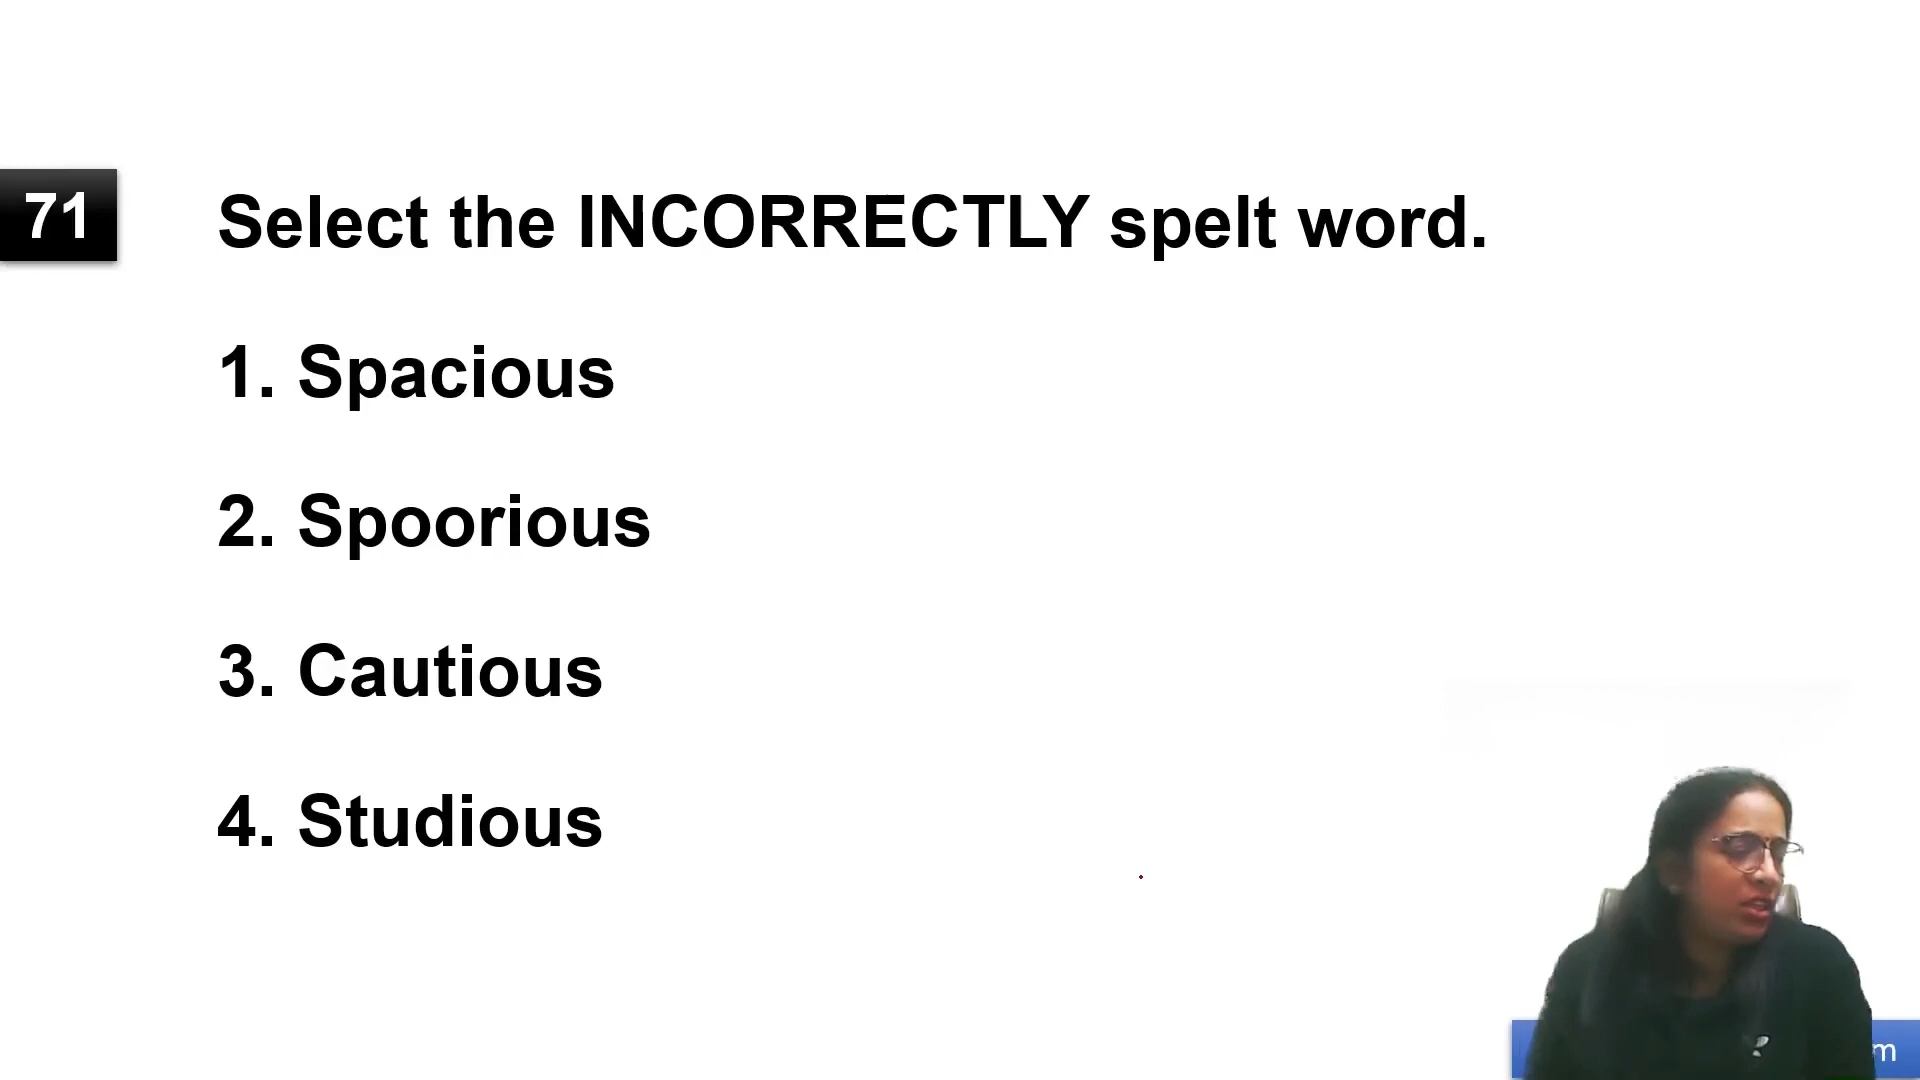 71
Select the INCORRECTLY spelt word.
1. Spacious
2. Spoorious
3. Cautious
4. Studious